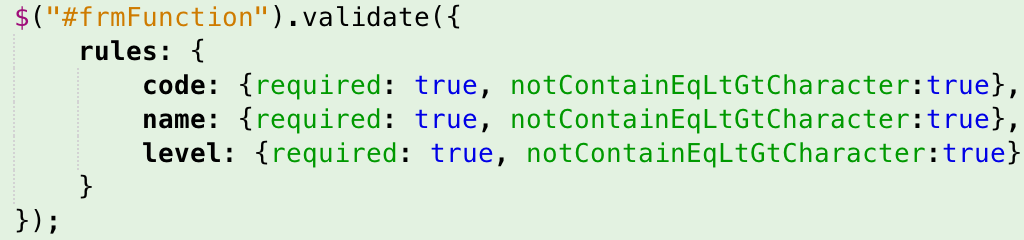 $("#frmFunction").validate({
    rules: {
        code: {required: true, notContainEqLtGtCharacter:true},
        name: {required: true, notContainEqLtGtCharacter:true},
        level: {required: true, notContainEqLtGtCharacter:true}
    }
});